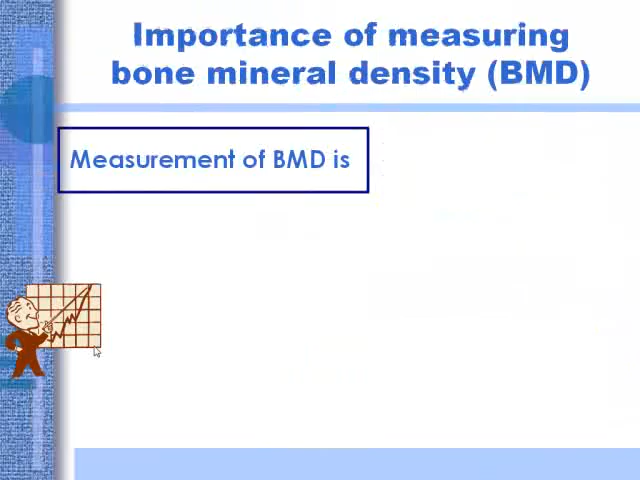 Importance of measuring
bone mineral density (BMD)
Measurement of BMD is